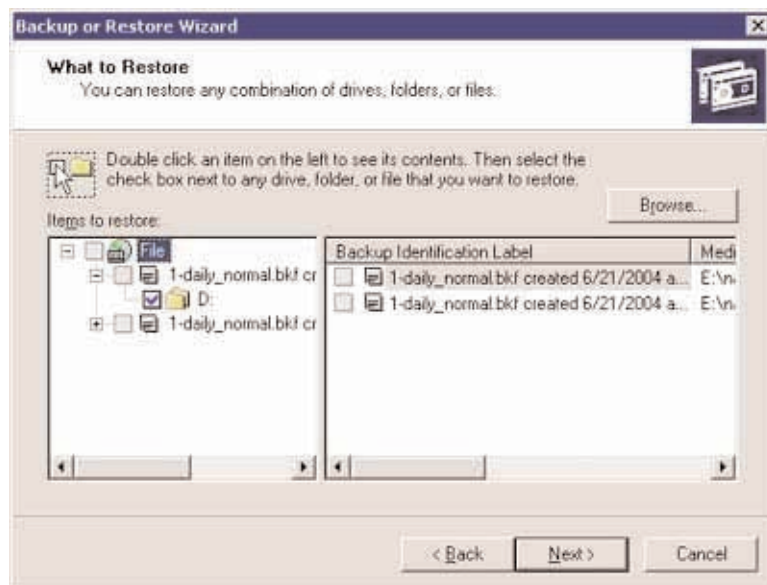 Backup or Restore Wizard
What to Restore
You can restore any combination of drives, folders, or files.
Double click an item on the left to see its contents. Then select the
check box next to any drive, folder, or file that you want to restore.
Browse...
Items to restore:
File
1-daily_normal.bkf cr
D:
1-daily_normal.bkf cr
Backup Identification Label
Medi
1-daily_normal.bkf created 6/21/2004 a... E:\n
1-daily_normal.bkf created 6/21/2004 a... E:\n
< Back
Next >
Cancel